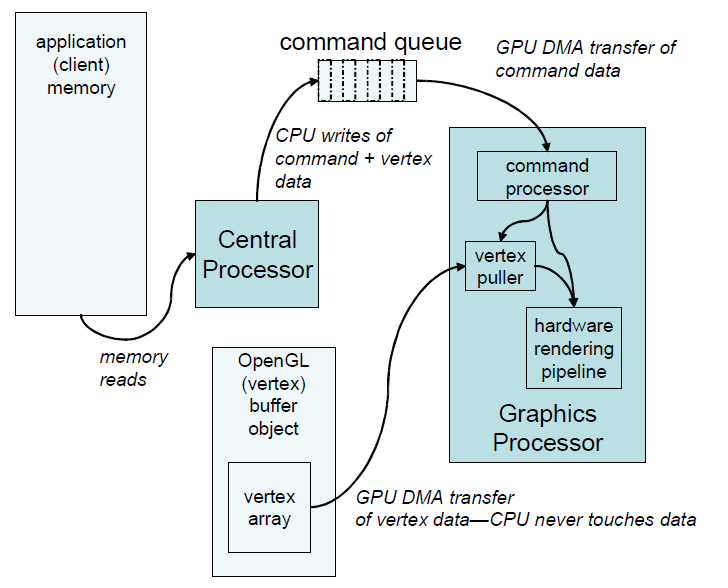 application
(client)
memory
command queue
GPU DMA transfer of
command data
CPU writes of
command + vertex
data
command
processor
Central
Processor
vertex
puller
memory
reads
hardware
rendering
pipeline
OpenGL
(vertex)
buffer
object
Graphics
Processor
vertex
array
GPU DMA transfer
of vertex data—CPU never touches data